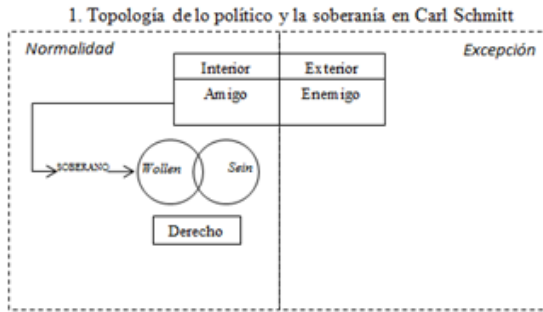 1. Topología de lo político y la soberanía en Carl Schmitt
Normalidad
Excepción
Interior Exterior
Amigo Enemigo
SOBERANO
Wollen Sein
Derecho